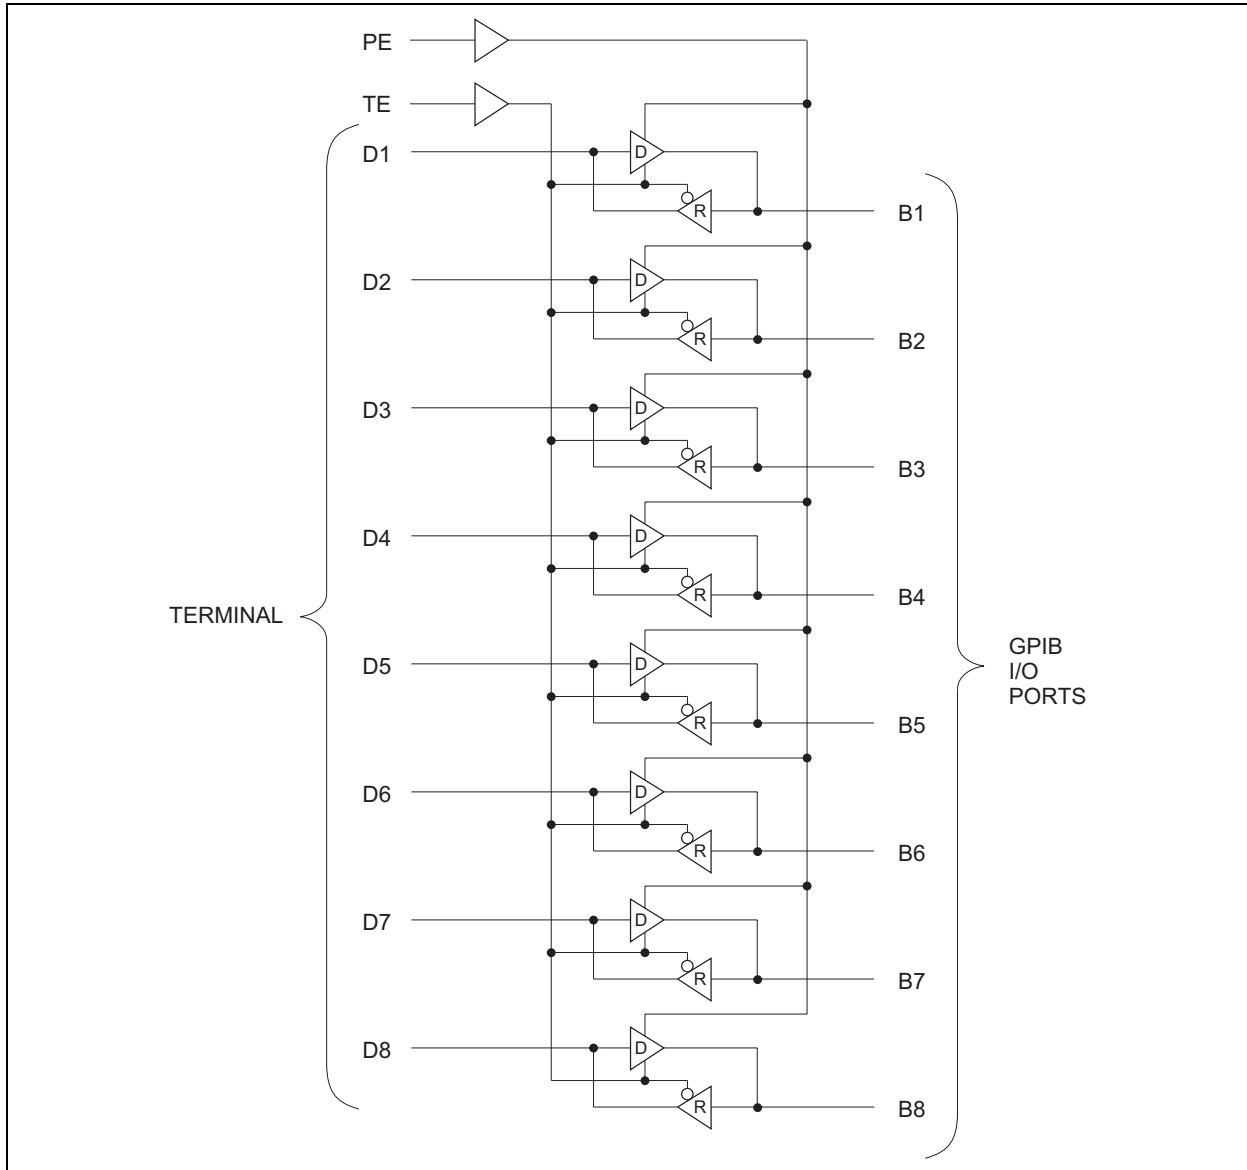 PE
TE
D1
D
R
B1
D2
D
R
B2
D3
D
R
B3
D4
D
R
B4
TERMINAL
D5
D
R
B5
GPIB
I/O
PORTS
D6
D
R
B6
D7
D
R
B7
D8
D
R
B8